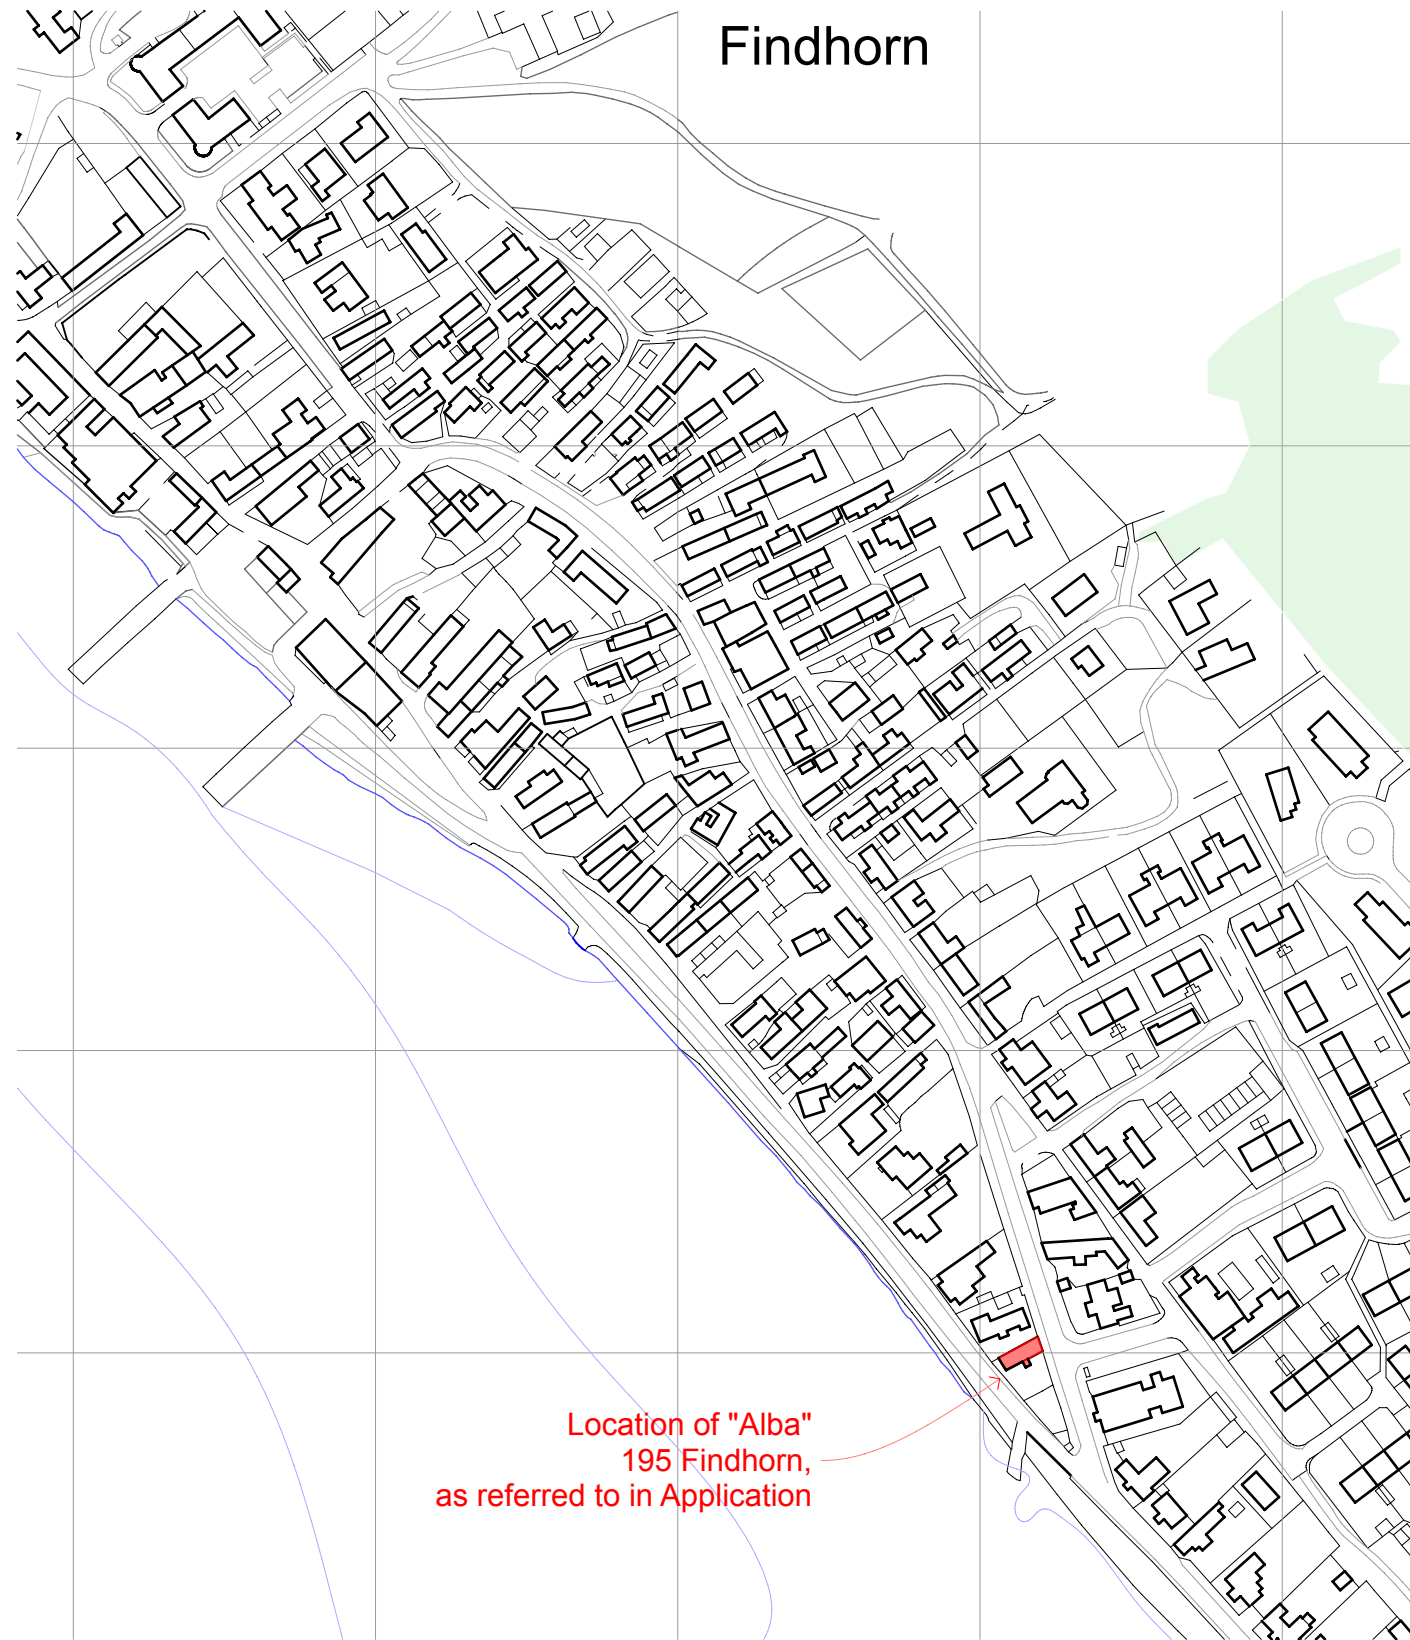 Findhorn
Location of "Alba"
195 Findhorn,
as referred to in Application